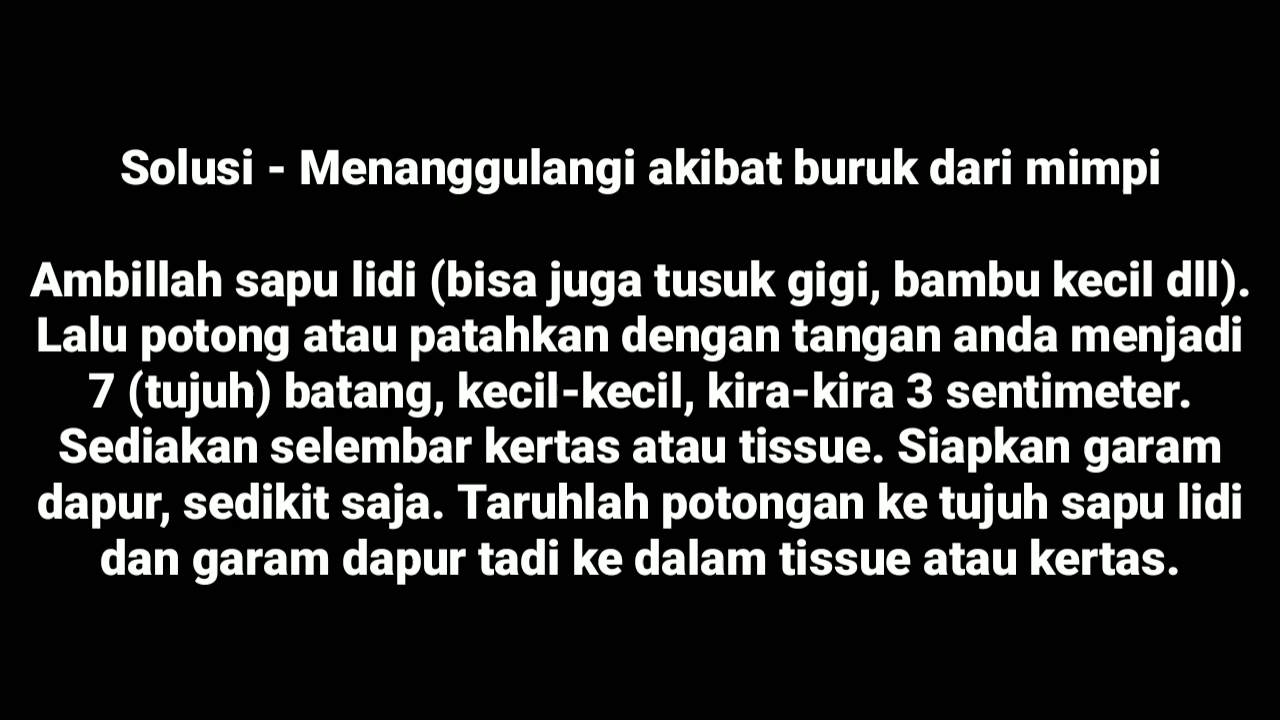 Solusi - Menanggulangi akibat buruk dari mimpi
Ambillah sapu lidi (bisa juga tusuk gigi, bambu kecil dll).
Lalu potong atau patahkan dengan tangan anda menjadi
7 (tujuh) batang, kecil-kecil, kira-kira 3 sentimeter.
Sediakan selembar kertas atau tissue. Siapkan garam
dapur, sedikit saja. Taruhlah potongan ke tujuh sapu lidi
dan garam dapur tadi ke dalam tissue atau kertas.